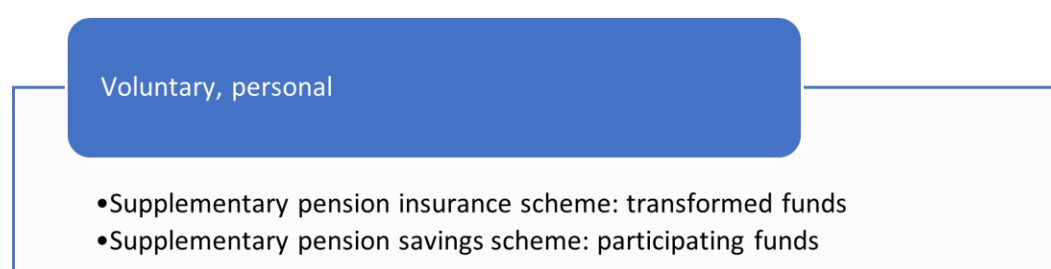 Voluntary, personal
•Supplementary pension insurance scheme: transformed funds
•Supplementary pension savings scheme: participating funds